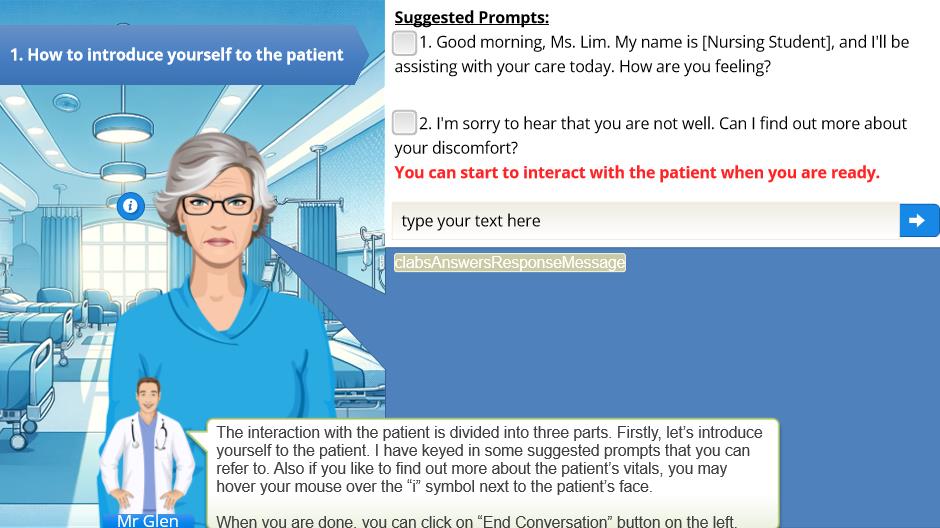 1. How to introduce yourself to the patient
Suggested Prompts:
1. Good morning, Ms. Lim. My name is [Nursing Student], and I'll be
assisting with your care today. How are you feeling?
2. I'm sorry to hear that you are not well. Can I find out more about
your discomfort?
You can start to interact with the patient when you are ready.
type your text here
clabsAnswersResponseMessage
i
The interaction with the patient is divided into three parts. Firstly, let’s introduce
yourself to the patient. I have keyed in some suggested prompts that you can
refer to. Also if you like to find out more about the patient’s vitals, you may
hover your mouse over the “i” symbol next to the patient’s face.
When you are done, you can click on “End Conversation” button on the left.
Mr Glen